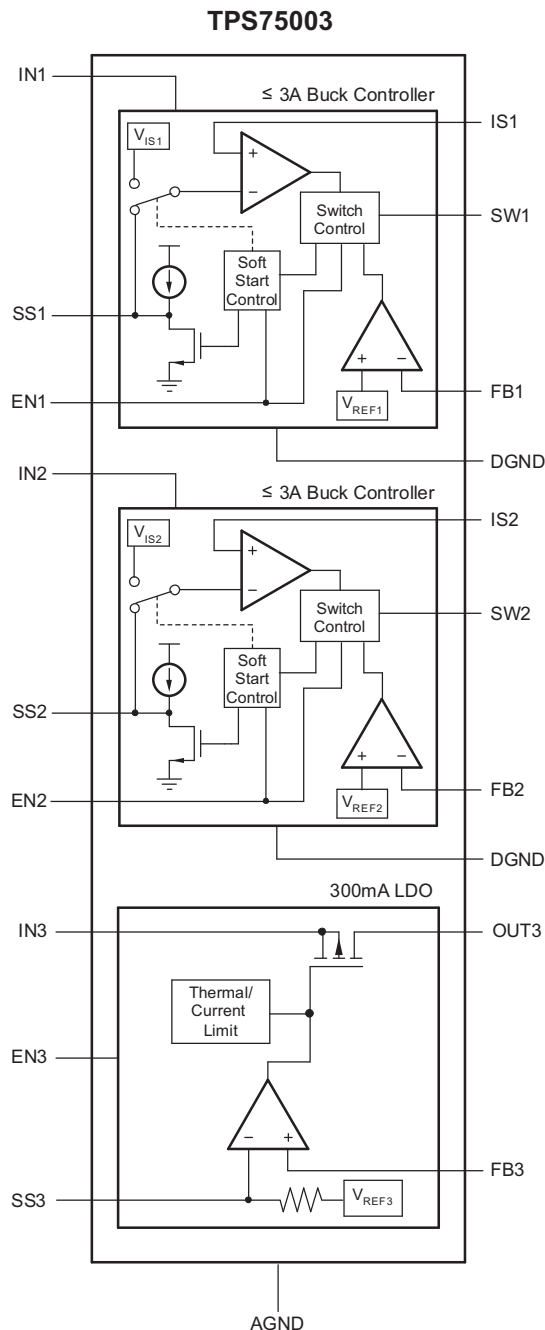 TPS75003
IN1
≤ 3A Buck Controller
IS1
VIS1
+
−
Switch
Control
SW1
Soft
Start
Control
SS1
+ −
EN1
VREF1
FB1
DGND
IN2
≤ 3A Buck Controller
IS2
VIS2
+
−
Switch
Control
SW2
Soft
Start
Control
SS2
+ −
EN2
VREF2
FB2
DGND
300mA LDO
IN3
OUT3
Thermal/
Current
Limit
EN3
− +
FB3
SS3
VREF3
AGND